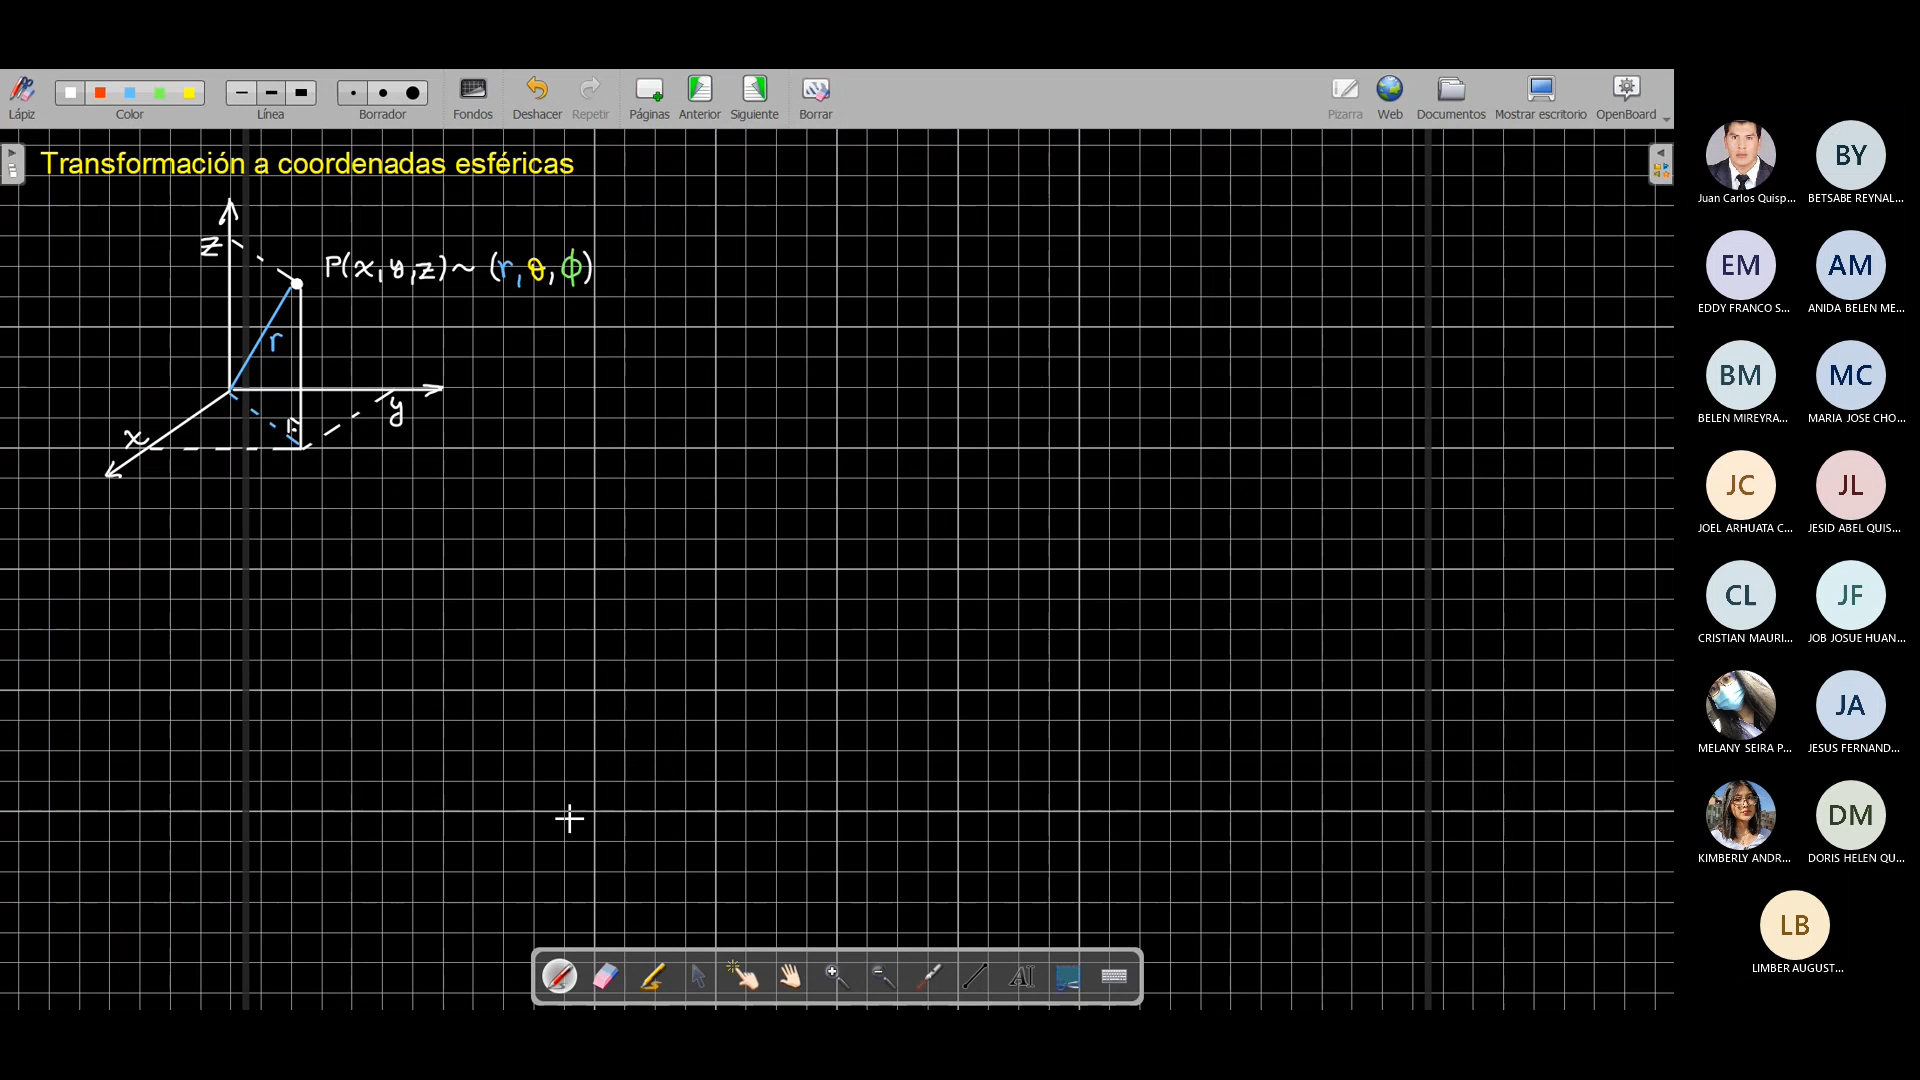 Lápiz
Color
Línea
Borrador
Fondos
Deshacer
Repetir
Páginas
Anterior
Siguiente
Borrar
Pizarra
Web
Documentos
Mostrar escritorio
OpenBoard
Transformación a coordenadas esféricas
z
P(x,y,z) ~ (r, θ, ϕ)
r
x
y
AI
Juan Carlos Quisp...
BY
BETSABE REYNAL...
EM
EDDY FRANCO S...
AM
ANIDA BELEN ME...
BM
BELEN MIREYRA...
MC
MARIA JOSE CHO...
JC
JOEL ARHUATA C...
JL
JESID ABEL QUIS...
CL
CRISTIAN MAURI...
JF
JOB JOSUE HUAN...
MELANY SEIRA P...
JA
JESUS FERNAND...
KIMBERLY ANDR...
DM
DORIS HELEN QU...
LB
LIMBER AUGUST...